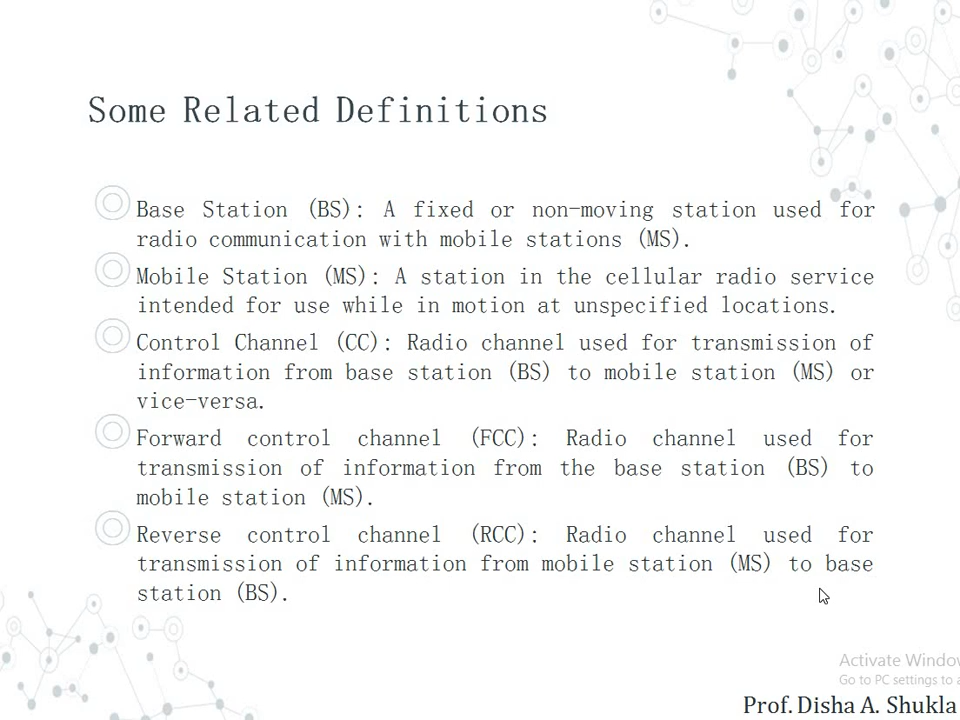 Some Related Definitions
Base Station (BS): A fixed or non-moving station used for
radio communication with mobile stations (MS).
Mobile Station (MS): A station in the cellular radio service
intended for use while in motion at unspecified locations.
Control Channel (CC): Radio channel used for transmission of
information from base station (BS) to mobile station (MS) or
vice-versa.
Forward control channel (FCC): Radio channel used for
transmission of information from the base station (BS) to
mobile station (MS).
Reverse control channel (RCC): Radio channel used for
transmission of information from mobile station (MS) to base
station (BS).
Activate Window
Go to PC settings to a
Prof. Disha A. Shukla